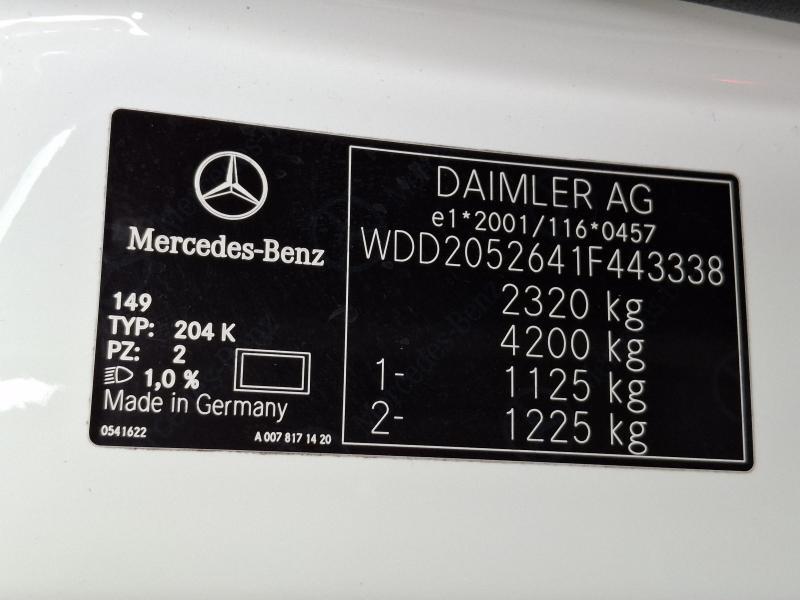 Mercedes-Benz
149
TYP: 204 K
PZ: 2
1,0 %
Made in Germany
0541622
A 007 817 14 20
DAIMLER AG
e1*2001/116*0457
WDD2052641F443338
2320 kg
4200 kg
1- 1125 kg
2- 1225 kg